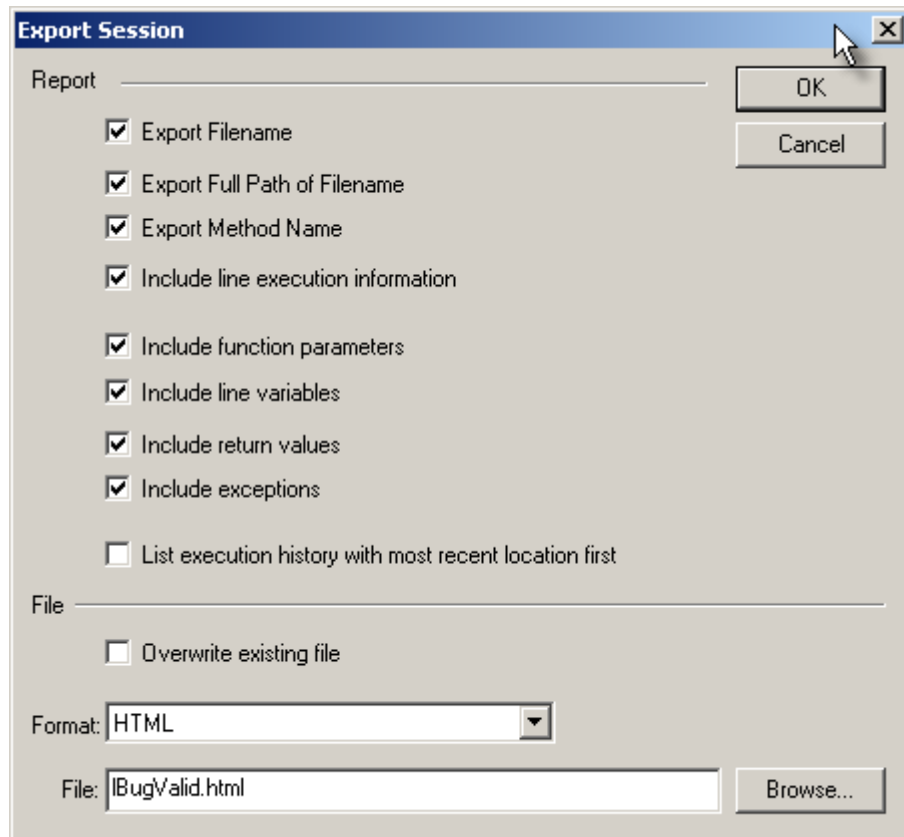 Export Session
Report
OK
Export Filename
Cancel
Export Full Path of Filename
Export Method Name
Include line execution information
Include function parameters
Include line variables
Include return values
Include exceptions
List execution history with most recent location first
File
Overwrite existing file
Format: HTML
File: lBugValid.html
Browse...